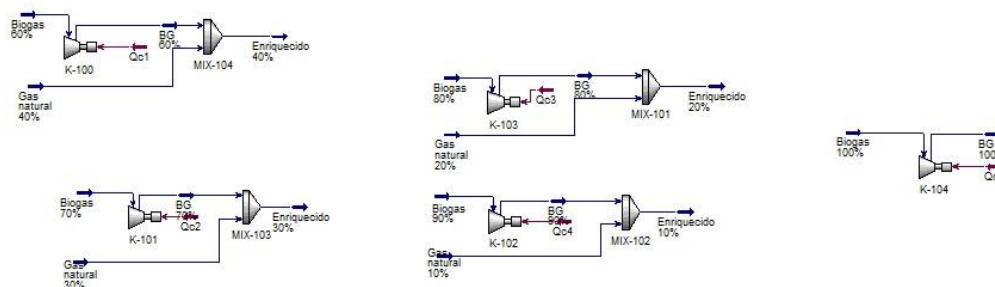 Biogas
60%
K-100
Qc1
BG
60%
MIX-104
Enriquecido
40%
Gas
natural
40%
Biogas
80%
K-103
Qc3
BG
80%
MIX-101
Enriquecido
20%
Gas
natural
20%
Biogas
100%
K-104
BG
100
Qc
Biogas
70%
K-101
BG
70%
Qc2
MIX-103
Enriquecido
30%
Gas
natural
30%
Biogas
90%
K-102
BG
90%
Qc4
MIX-102
Enriquecido
10%
Gas
natural
10%